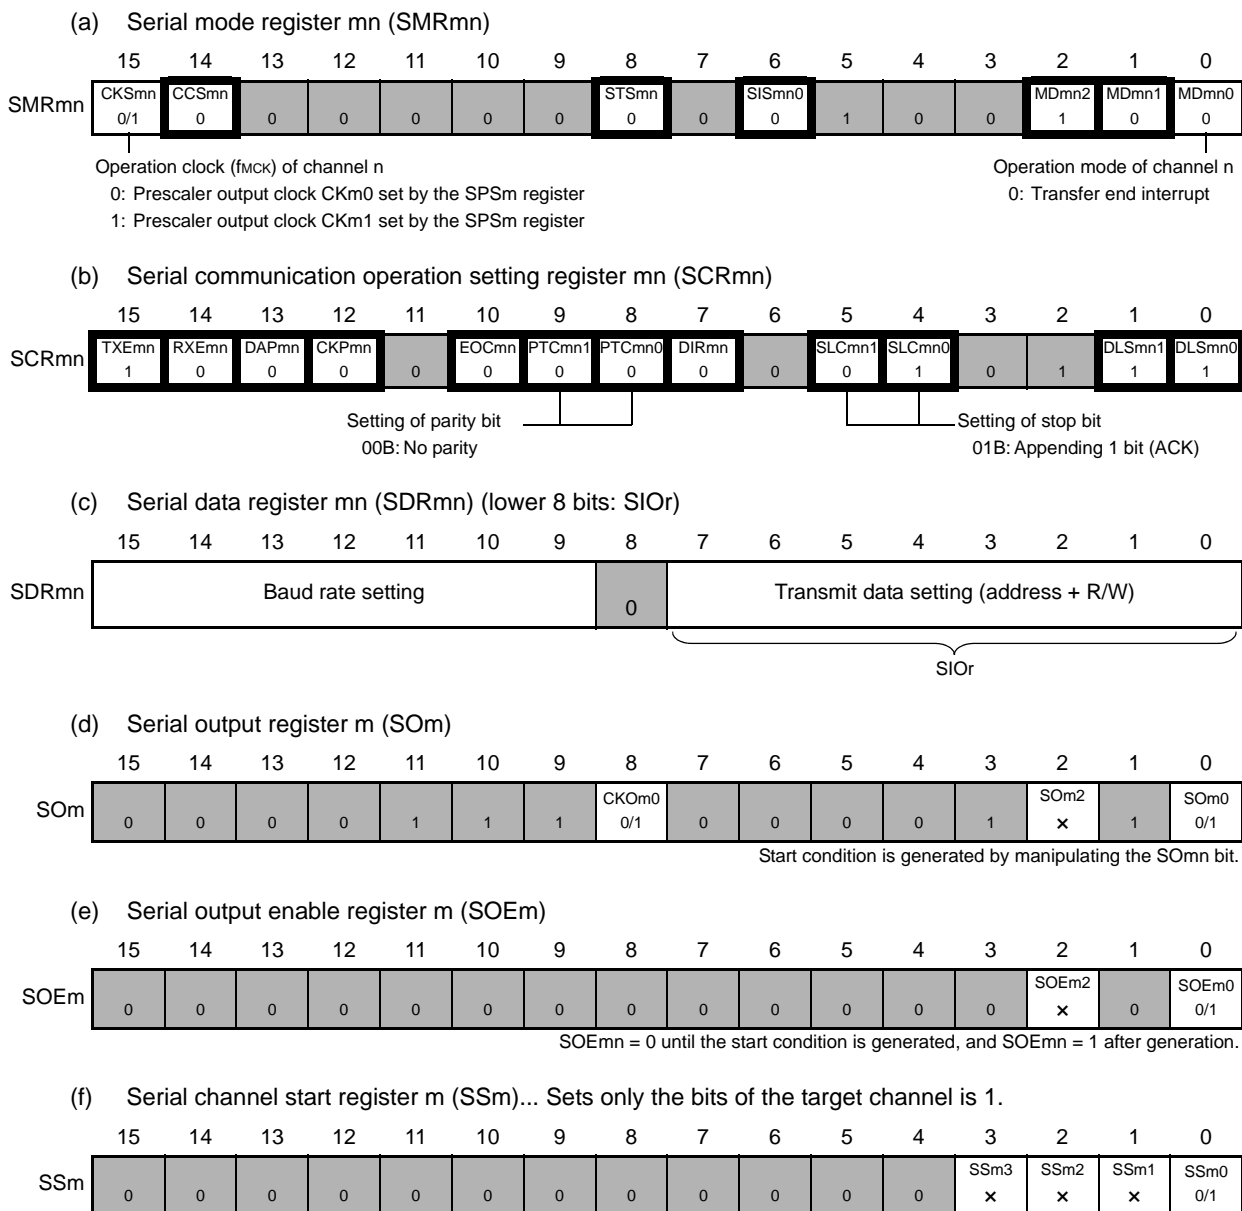 (a) Serial mode register mn (SMRmn)
15 14 13 12 11 10 9 8 7 6 5 4 3 2 1 0
SMRmn CKSmn CCSmn STSmn SISmn0 MDmn2 MDmn1 MDmn0
0/1 0 0 0 0 0 0 0 0 0 1 0 0 1 0 0
Operation clock (fMCK) of channel n Operation mode of channel n
0: Prescaler output clock CKm0 set by the SPSm register 0: Transfer end interrupt
1: Prescaler output clock CKm1 set by the SPSm register
(b) Serial communication operation setting register mn (SCRmn)
15 14 13 12 11 10 9 8 7 6 5 4 3 2 1 0
SCRmn TXEmn RXEmn DAPmn CKPmn EOCmn PTCmn1 PTCmn0 DIRmn SLCmn1 SLCmn0 DLSmn1 DLSmn0
1 0 0 0 0 0 0 0 0 0 0 1 0 1 1 1
Setting of parity bit Setting of stop bit
00B: No parity 01B: Appending 1 bit (ACK)
(c) Serial data register mn (SDRmn) (lower 8 bits: SIOr)
15 14 13 12 11 10 9 8 7 6 5 4 3 2 1 0
SDRmn Baud rate setting 0 Transmit data setting (address + R/W)
SIOr
(d) Serial output register m (SOm)
15 14 13 12 11 10 9 8 7 6 5 4 3 2 1 0
SOm CKOm0 SOm2 SOm0
0 0 0 0 1 1 1 0/1 0 0 0 0 1 × 1 0/1
Start condition is generated by manipulating the SOmn bit.
(e) Serial output enable register m (SOEm)
15 14 13 12 11 10 9 8 7 6 5 4 3 2 1 0
SOEm SOEm2 SOEm0
0 0 0 0 0 0 0 0 0 0 0 0 0 × 0 0/1
SOEmn = 0 until the start condition is generated, and SOEmn = 1 after generation.
(f) Serial channel start register m (SSm)... Sets only the bits of the target channel is 1.
15 14 13 12 11 10 9 8 7 6 5 4 3 2 1 0
SSm SSm3 SSm2 SSm1 SSm0
0 0 0 0 0 0 0 0 0 0 0 0 × × × 0/1